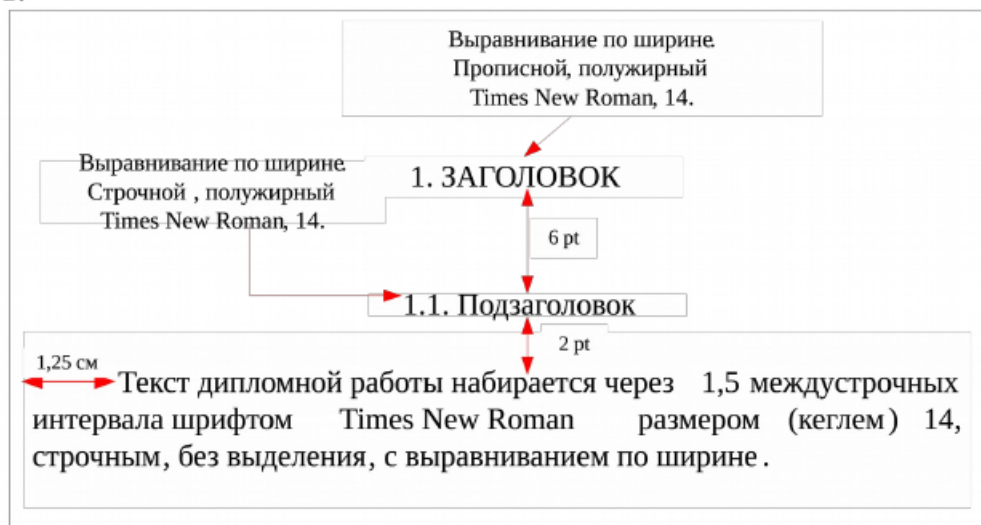 Выравнивание по ширине.
Прописной, полужирный
Times New Roman, 14.
Выравнивание по ширине.
Строчной , полужирный
Times New Roman, 14.
1. ЗАГОЛОВОК
6 pt
1.1. Подзаголовок
2 pt
1,25 см
Текст дипломной работы набирается через 1,5 междустрочных
интервала шрифтом Times New Roman размером (кеглем) 14,
строчным, без выделения, с выравниванием по ширине .